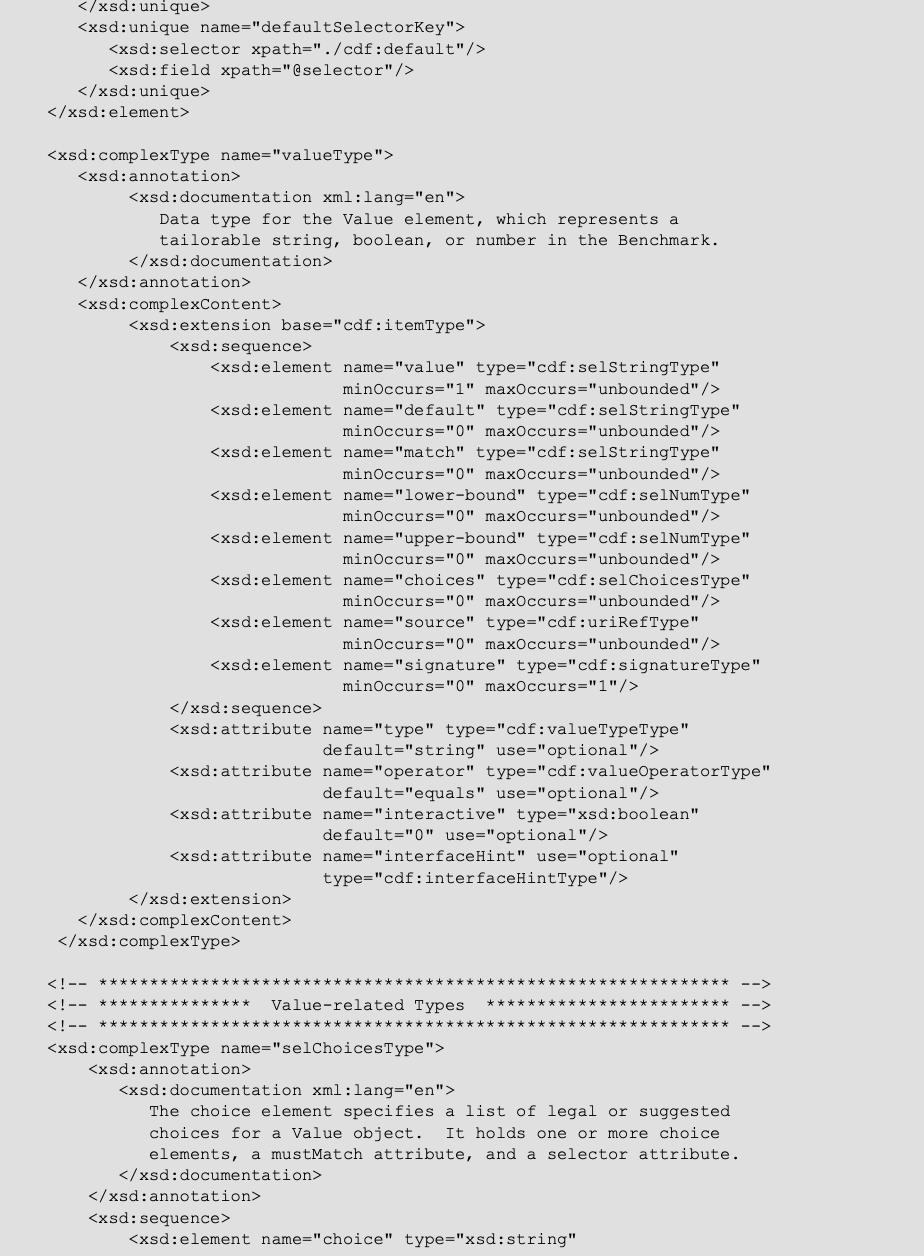 </xsd:unique>
<xsd:unique name="defaultSelectorKey">
<xsd:selector xpath="./cdf:default"/>
<xsd:field xpath="@selector"/>
</xsd:unique>
</xsd:element>
<xsd:complexType name="valueType">
<xsd:annotation>
<xsd:documentation xml:lang="en">
Data type for the Value element, which represents a
tailorable string, boolean, or number in the Benchmark.
</xsd:documentation>
</xsd:annotation>
<xsd:complexContent>
<xsd:extension base="cdf:itemType">
<xsd:sequence>
<xsd:element name="value" type="cdf:selStringType"
minOccurs="1" maxOccurs="unbounded"/>
<xsd:element name="default" type="cdf:selStringType"
minOccurs="0" maxOccurs="unbounded"/>
<xsd:element name="match" type="cdf:selStringType"
minOccurs="0" maxOccurs="unbounded"/>
<xsd:element name="lower-bound" type="cdf:selNumType"
minOccurs="0" maxOccurs="unbounded"/>
<xsd:element name="upper-bound" type="cdf:selNumType"
minOccurs="0" maxOccurs="unbounded"/>
<xsd:element name="choices" type="cdf:selChoicesType"
minOccurs="0" maxOccurs="unbounded"/>
<xsd:element name="source" type="cdf:uriRefType"
minOccurs="0" maxOccurs="unbounded"/>
<xsd:element name="signature" type="cdf:signatureType"
minOccurs="0" maxOccurs="1"/>
</xsd:sequence>
<xsd:attribute name="type" type="cdf:valueTypeType"
default="string" use="optional"/>
<xsd:attribute name="operator" type="cdf:valueOperatorType"
default="equals" use="optional"/>
<xsd:attribute name="interactive" type="xsd:boolean"
default="0" use="optional"/>
<xsd:attribute name="interfaceHint" use="optional"
type="cdf:interfaceHintType"/>
</xsd:extension>
</xsd:complexContent>
</xsd:complexType>
<!-- ************************************************************** -->
<!-- *************** Value-related Types ************************ -->
<!-- ************************************************************** -->
<xsd:complexType name="selChoicesType">
<xsd:annotation>
<xsd:documentation xml:lang="en">
The choice element specifies a list of legal or suggested
choices for a Value object. It holds one or more choice
elements, a mustMatch attribute, and a selector attribute.
</xsd:documentation>
</xsd:annotation>
<xsd:sequence>
<xsd:element name="choice" type="xsd:string"